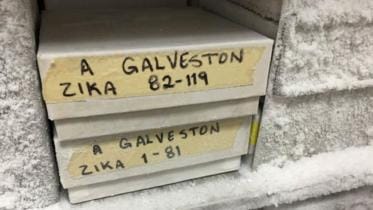 A GALVESTON
ZIKA 82-119
A GALVESTON
ZIKA 1-81